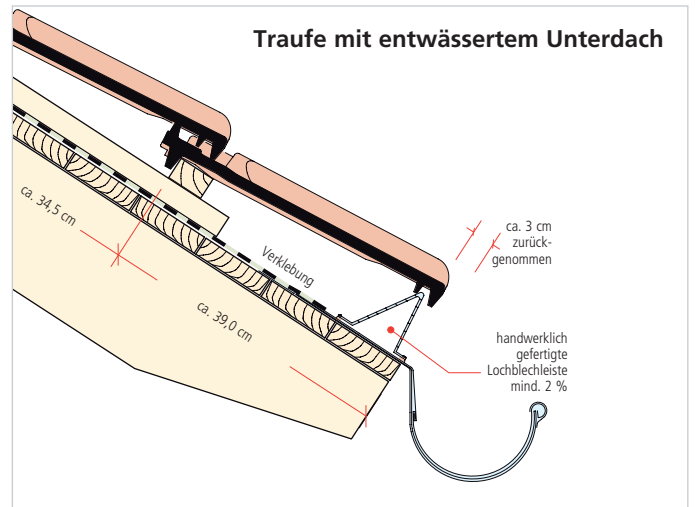 Traufe mit entwässertem Unterdach
ca. 34,5 cm
Verklebung
ca. 39,0 cm
ca. 3 cm
zurück-
genommen
handwerklich
gefertigte
Lochblechleiste
mind. 2 %